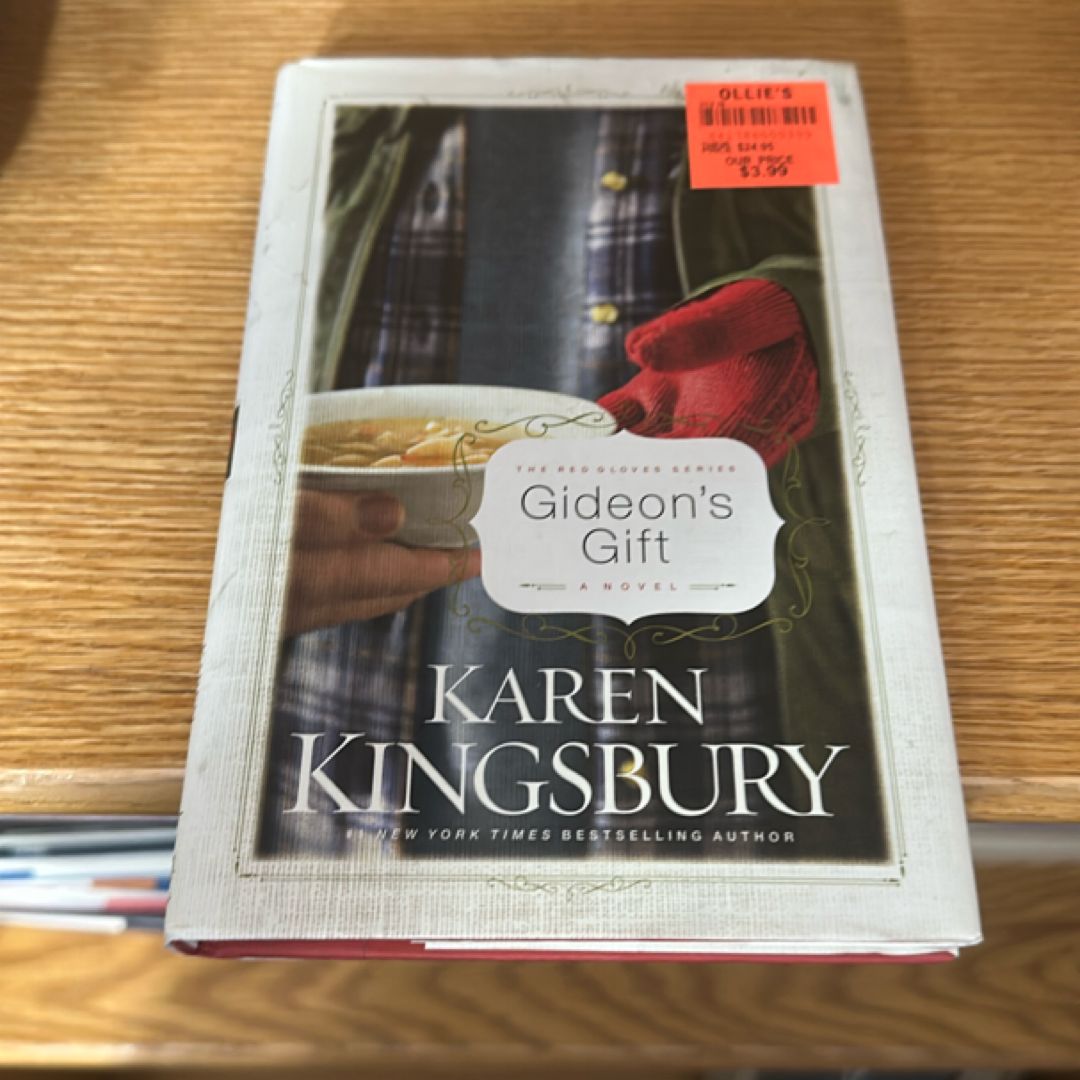 OLLIE'S
$24.95
OUR PRICE
$3.99
THE RED GLOVES SERIES
Gideon's
Gift
A NOVEL
KAREN
KINGSBURY
#1 NEW YORK TIMES BESTSELLING AUTHOR